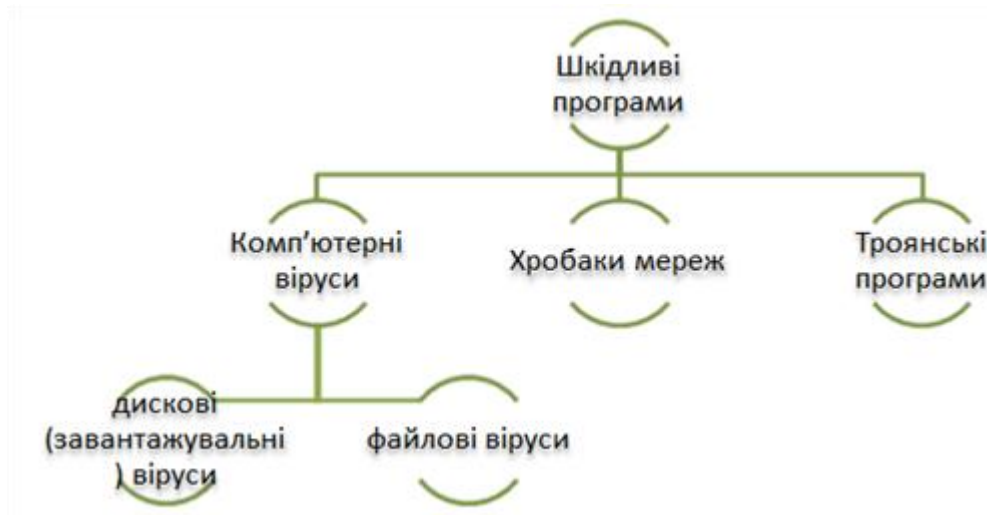 Шкідливі
програми
Комп’ютерні
віруси
Хробаки мереж
Троянські
програми
дискові
(завантажувальні
) віруси
файлові віруси